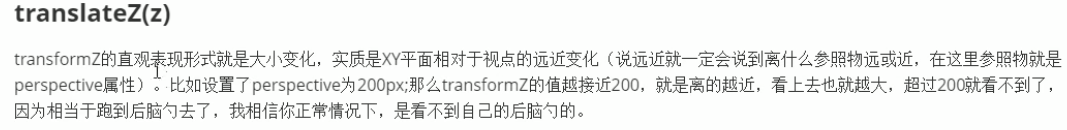 translateZ(z)
transformZ的直观表现形式就是大小变化，实质是XY平面相对于视点的远近变化（说远近就一定会说到离什么参照物远或近，在这里参照物就是
perspective属性）。比如设置了perspective为200px;那么transformZ的值越接近200，就是离的越近，看上去也就越大，超过200就看不到了，
因为相当于跑到后脑勺去了，我相信你正常情况下，是看不到自己的后脑勺的。